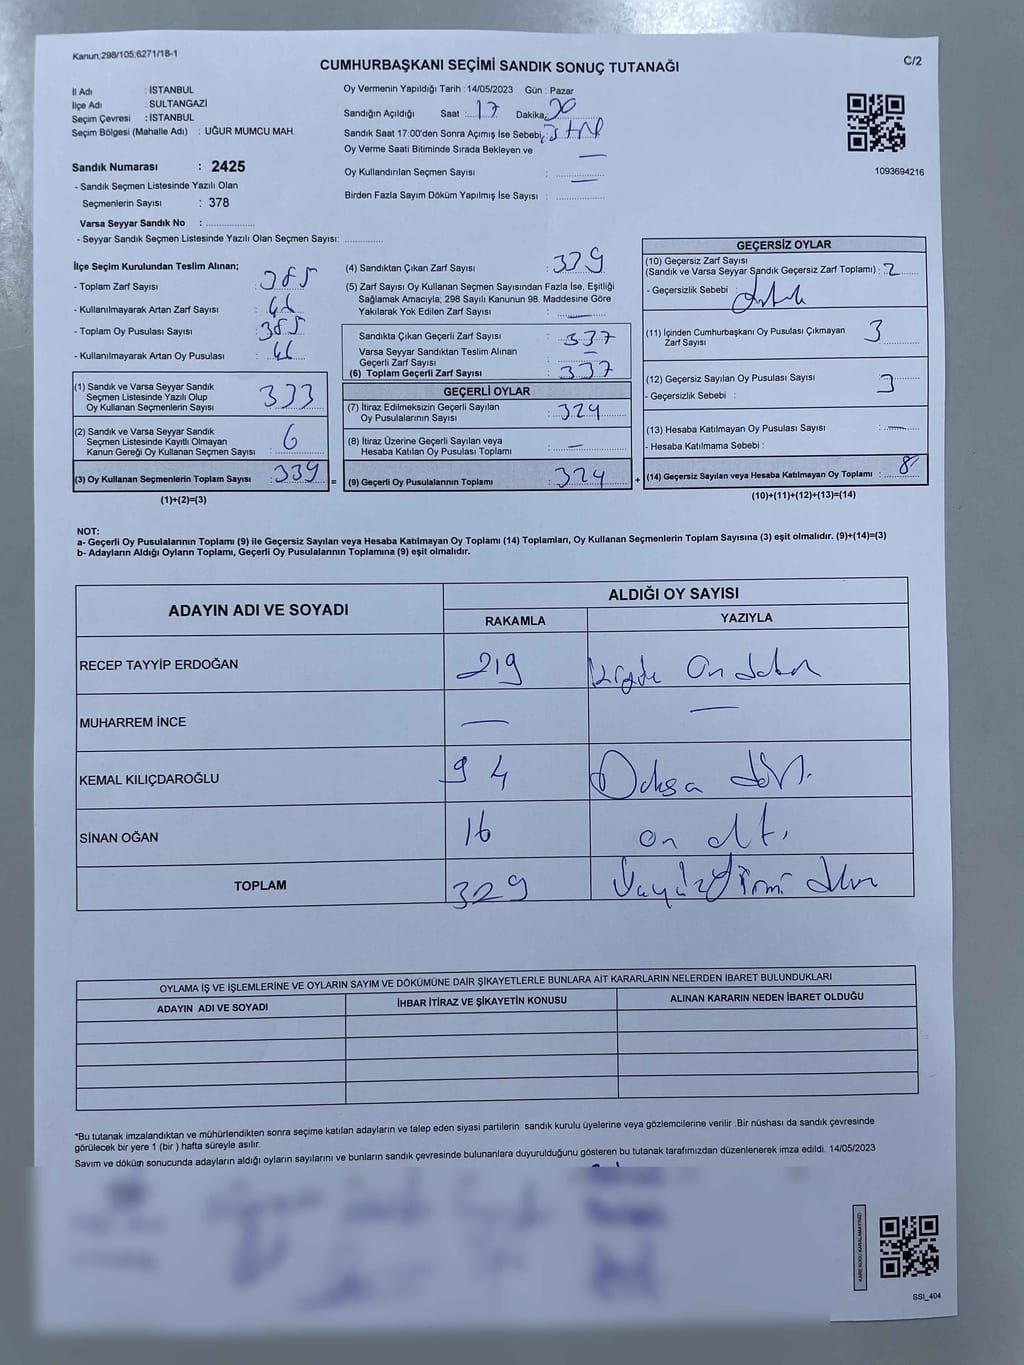 Kanun,298/105,6271/18-1
C/2
CUMHURBAŞKANI SEÇİMİ SANDIK SONUÇ TUTANAĞI
İl Adı : İSTANBUL
İlçe Adı : SULTANGAZİ
Seçim Çevresi : İSTANBUL
Seçim Bölgesi (Mahalle Adı) : UĞUR MUMCU MAH.
Sandık Numarası : 2425
- Sandık Seçmen Listesinde Yazılı Olan
Seçmenlerin Sayısı : 378
Varsa Seyyar Sandık No :
- Seyyar Sandık Seçmen Listesinde Yazılı Olan Seçmen Sayısı:
Oy Vermenin Yapıldığı Tarih : 14/05/2023 Gün : Pazar
Sandığın Açıldığı Saat : 17 Dakika:
Sandık Saat 17:00'den Sonra Açımış İse Sebebi:
Oy Verme Saati Bitiminde Sırada Bekleyen ve —
Oy Kullandırılan Seçmen Sayısı : —
Birden Fazla Sayım Döküm Yapılmış İse Sayısı :
1093694216
İlçe Seçim Kurulundan Teslim Alınan;
- Toplam Zarf Sayısı : 385
- Kullanılmayarak Artan Zarf Sayısı : 46
- Toplam Oy Pusulası Sayısı : 385
- Kullanılmayarak Artan Oy Pusulası : 46
(1) Sandık ve Varsa Seyyar Sandık
Seçmen Listesinde Yazılı Olup
Oy Kullanan Seçmenlerin Sayısı : 333
(2) Sandık ve Varsa Seyyar Sandık
Seçmen Listesinde Kayıtlı Olmayan
Kanun Gereği Oy Kullanan Seçmen Sayısı : 6
(3) Oy Kullanan Seçmenlerin Toplam Sayısı : 339
(1)+(2)=(3)
(4) Sandıktan Çıkan Zarf Sayısı : 339
(5) Zarf Sayısı Oy Kullanan Seçmen Sayısından Fazla İse, Eşitliği
Sağlamak Amacıyla; 298 Sayılı Kanunun 98. Maddesine Göre
Yakılarak Yok Edilen Zarf Sayısı : —
Sandıkta Çıkan Geçerli Zarf Sayısı : 337
Varsa Seyyar Sandıktan Teslim Alınan
Geçerli Zarf Sayısı : —
(6) Toplam Geçerli Zarf Sayısı : 337
GEÇERLİ OYLAR
(7) İtiraz Edilmeksizin Geçerli Sayılan
Oy Pusulalarının Sayısı : 324
(8) İtiraz Üzerine Geçerli Sayılan veya
Hesaba Katılan Oy Pusulası Toplamı : —
= (9) Geçerli Oy Pusulalarının Toplamı : 324
GEÇERSİZ OYLAR
(10) Geçersiz Zarf Sayısı
(Sandık ve Varsa Seyyar Sandık Geçersiz Zarf Toplamı) : 2
- Geçersizlik Sebebi :
(11) İçinden Cumhurbaşkanı Oy Pusulası Çıkmayan
Zarf Sayısı : 3
(12) Geçersiz Sayılan Oy Pusulası Sayısı : 3
- Geçersizlik Sebebi :
(13) Hesaba Katılmayan Oy Pusulası Sayısı : —
- Hesaba Katılmama Sebebi :
+ (14) Geçersiz Sayılan veya Hesaba Katılmayan Oy Toplamı : 8
(10)+(11)+(12)+(13)=(14)
NOT:
a- Geçerli Oy Pusulalarının Toplamı (9) ile Geçersiz Sayılan veya Hesaba Katılmayan Oy Toplamı (14) Toplamları, Oy Kullanan Seçmenlerin Toplam Sayısına (3) eşit olmalıdır. (9)+(14)=(3)
b- Adayların Aldığı Oyların Toplamı, Geçerli Oy Pusulalarının Toplamına (9) eşit olmalıdır.
ADAYIN ADI VE SOYADI
ALDIĞI OY SAYISI
RAKAMLA YAZIYLA
RECEP TAYYİP ERDOĞAN 219 On
MUHARREM İNCE — —
KEMAL KILIÇDAROĞLU 94 Doksa dört.
SİNAN OĞAN 16 on altı
TOPLAM 329
OYLAMA İŞ VE İŞLEMLERİNE VE OYLARIN SAYIM VE DÖKÜMÜNE DAİR ŞİKAYETLERLE BUNLARA AİT KARARLARIN NELERDEN İBARET BULUNDUKLARI
ADAYIN ADI VE SOYADI İHBAR İTİRAZ VE ŞİKAYETİN KONUSU ALINAN KARARIN NEDEN İBARET OLDUĞU
*Bu tutanak imzalandıktan ve mühürlendikten sonra seçime katılan adayların ve talep eden siyasi partilerin sandık kurulu üyelerine veya gözlemcilerine verilir .Bir nüshası da sandık çevresinde
görülecek bir yere 1 (bir ) hafta süreyle asılır.
Sayım ve döküm sonucunda adayların aldığı oyların sayılarını ve bunların sandık çevresinde bulunanlara duyurulduğunu gösteren bu tutanak tarafımızdan düzenlenerek imza edildi. 14/05/2023
KARE KODU KARALAMAYINIZ!
SSI_404